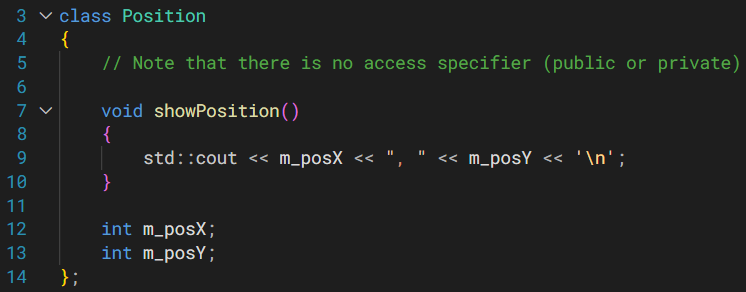 3 class Position
4 {
5     // Note that there is no access specifier (public or private)
6
7     void showPosition()
8     {
9         std::cout << m_posX << ", " << m_posY << '\n';
10     }
11
12     int m_posX;
13     int m_posY;
14 };